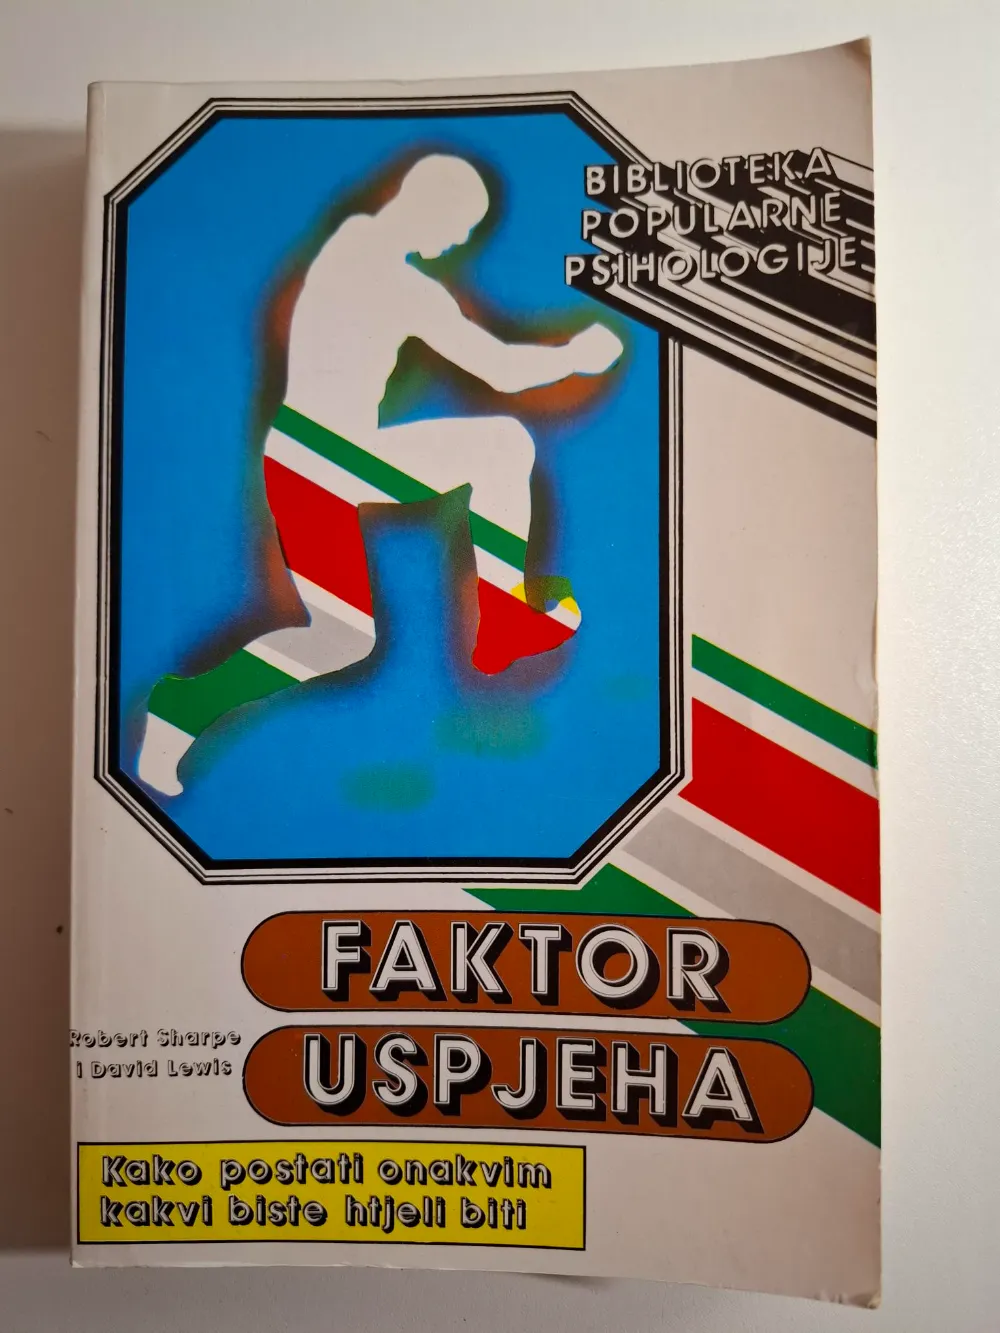 BIBLIOTEKA
POPULARNE
PSIHOLOGIJE
FAKTOR
USPJEHA
Robert Sharpe
i David Lewis
Kako postati onakvim
kakvi biste htjeli biti